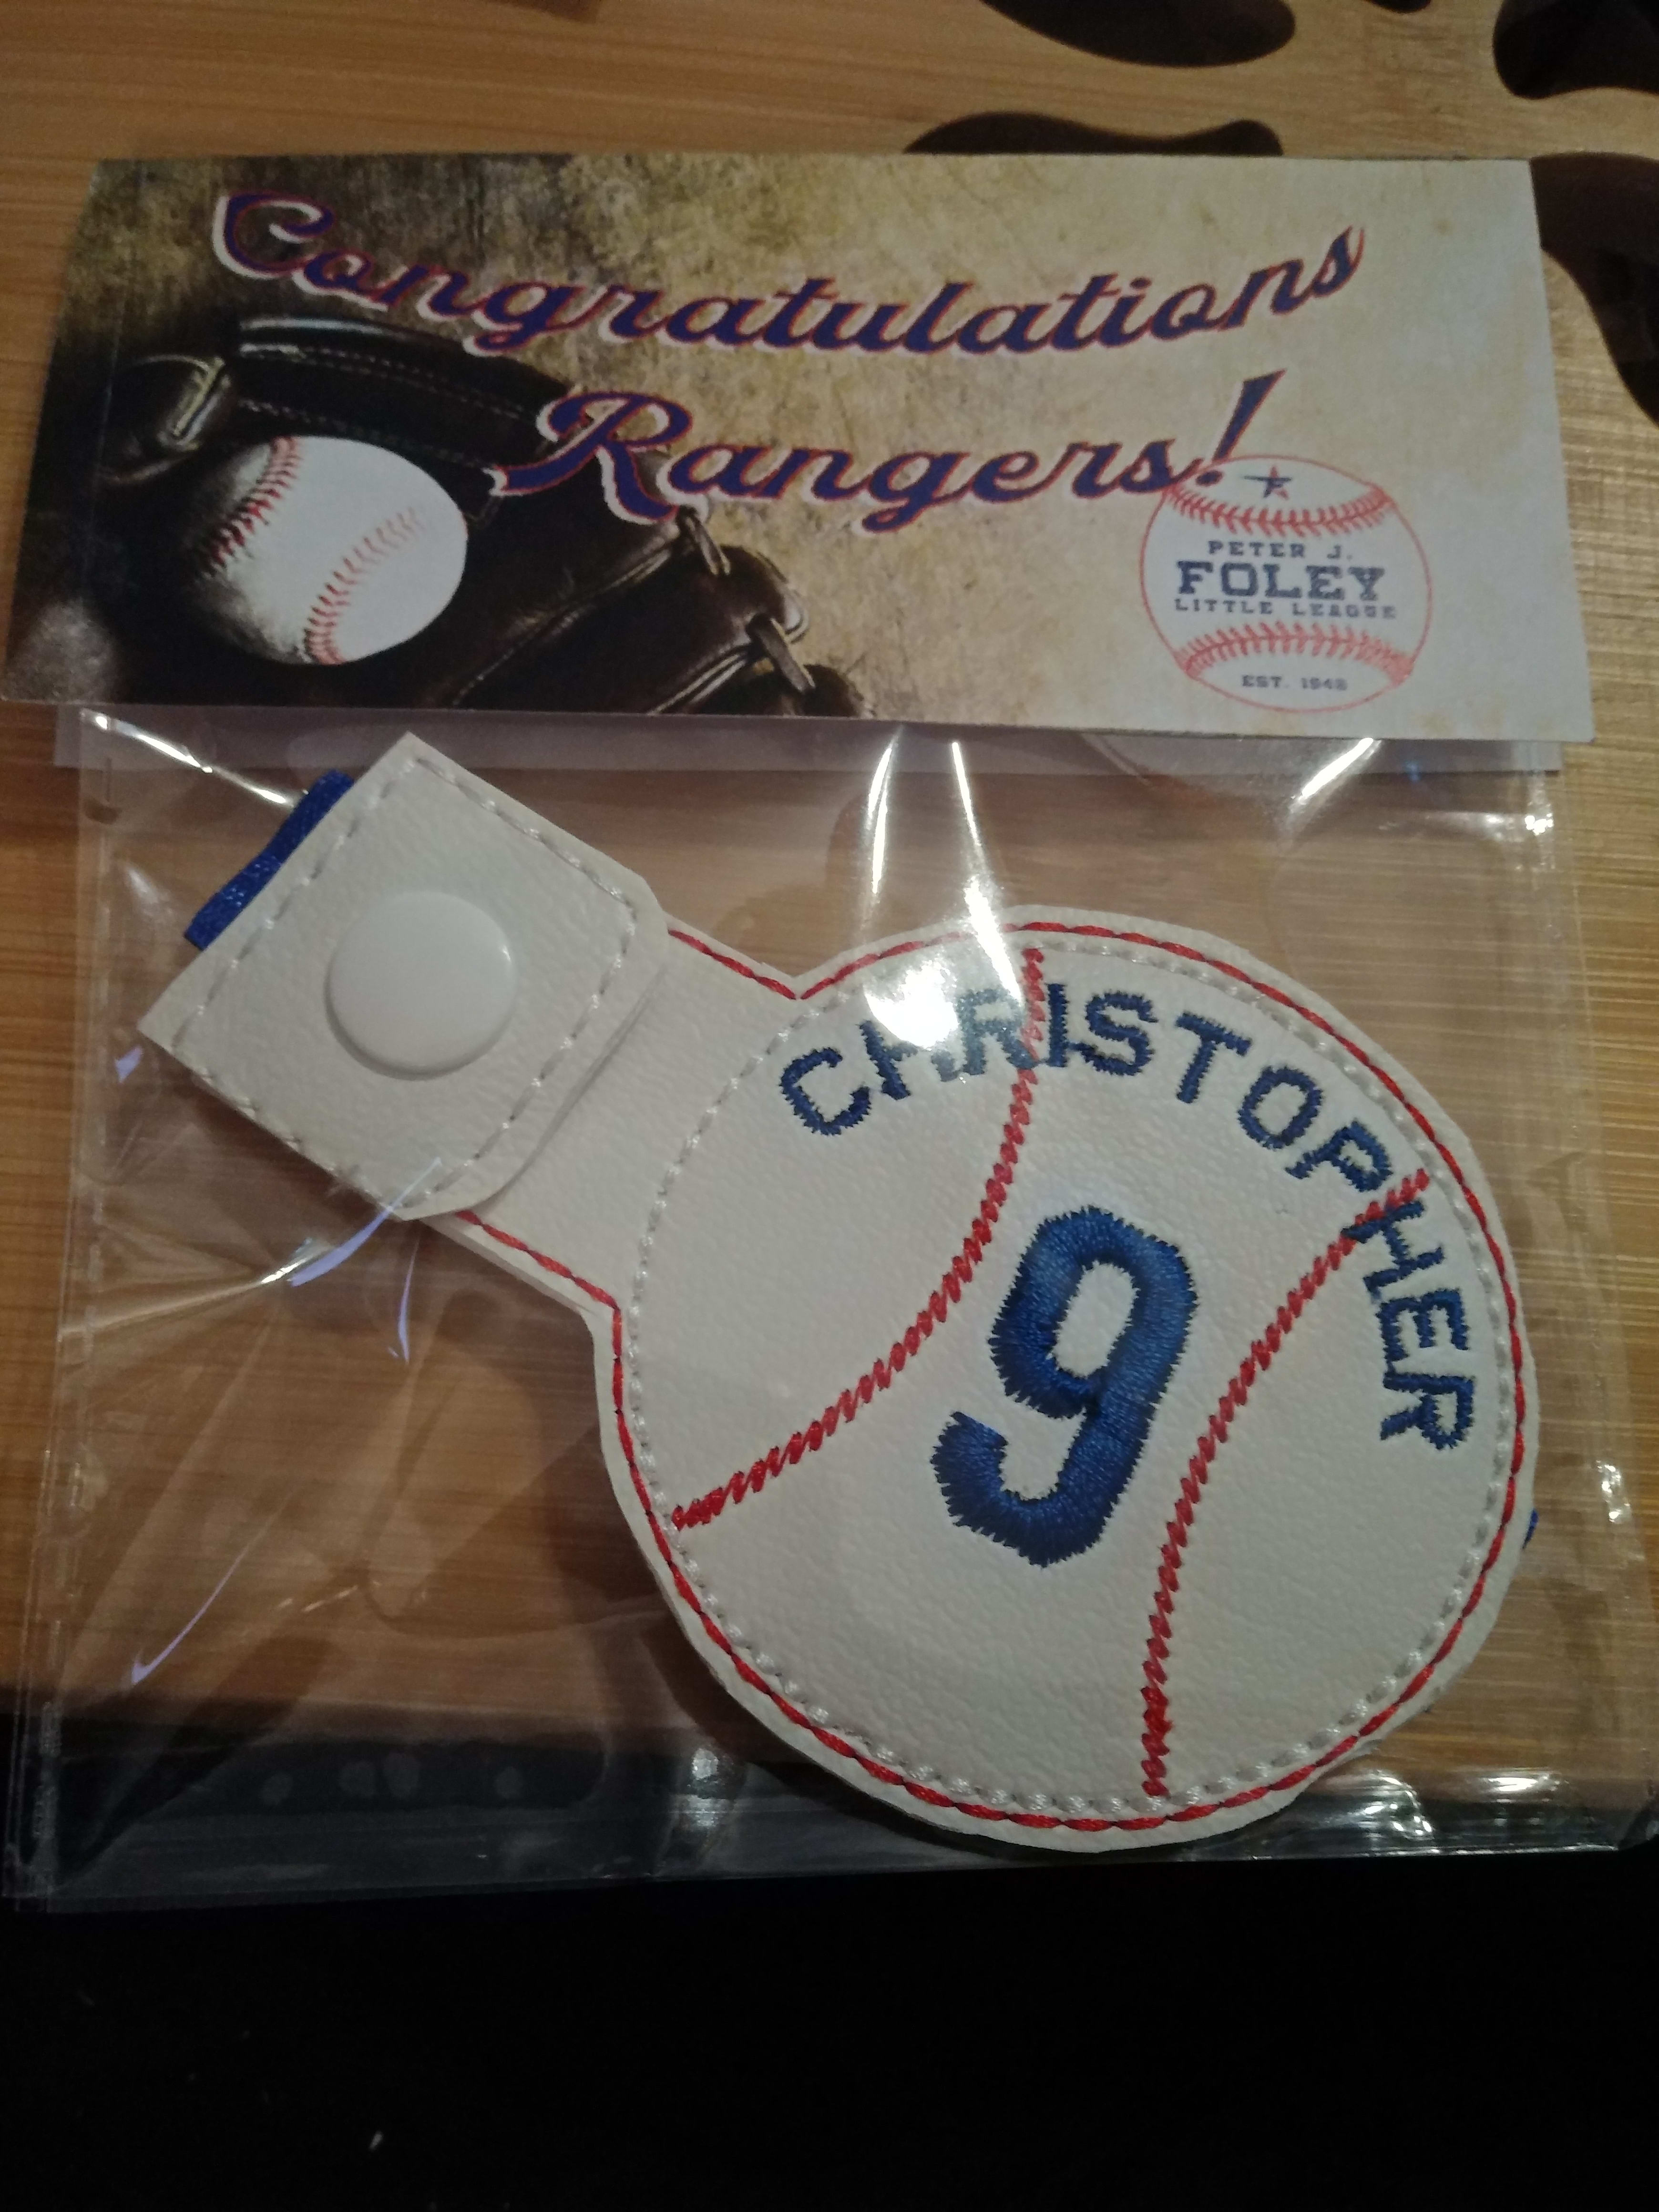 Congratulations
Rangers!
PETER J.
FOLEY
LITTLE LEAGUE
EST. 1948
CHRISTOPHER
9